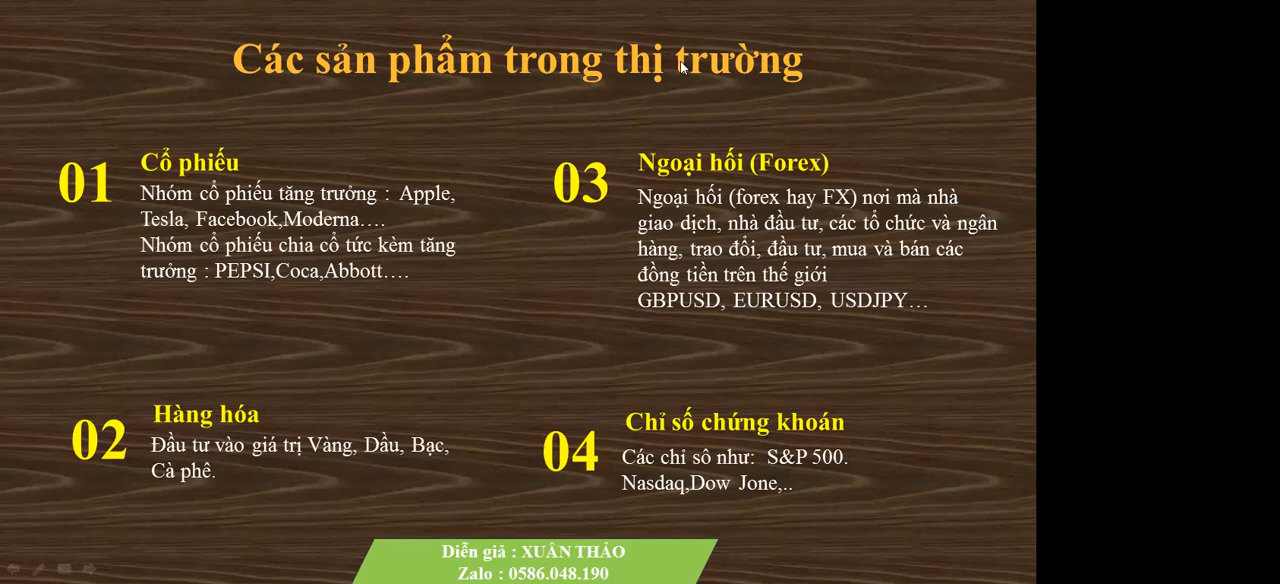 Các sản phẩm trong thị trường
01
Cổ phiếu
Nhóm cổ phiếu tăng trưởng : Apple,
Tesla, Facebook,Moderna….
Nhóm cổ phiếu chia cổ tức kèm tăng
trưởng : PEPSI,Coca,Abbott….
02
Hàng hóa
Đầu tư vào giá trị Vàng, Dầu, Bạc,
Cà phê.
03
Ngoại hối (Forex)
Ngoại hối (forex hay FX) nơi mà nhà
giao dịch, nhà đầu tư, các tổ chức và ngân
hàng, trao đổi, đầu tư, mua và bán các
đồng tiền trên thế giới
GBPUSD, EURUSD, USDJPY…
04
Chỉ số chứng khoán
Các chỉ sô như: S&P 500.
Nasdaq,Dow Jone,..
Diễn giả : XUÂN THẢO
Zalo : 0586.048.190